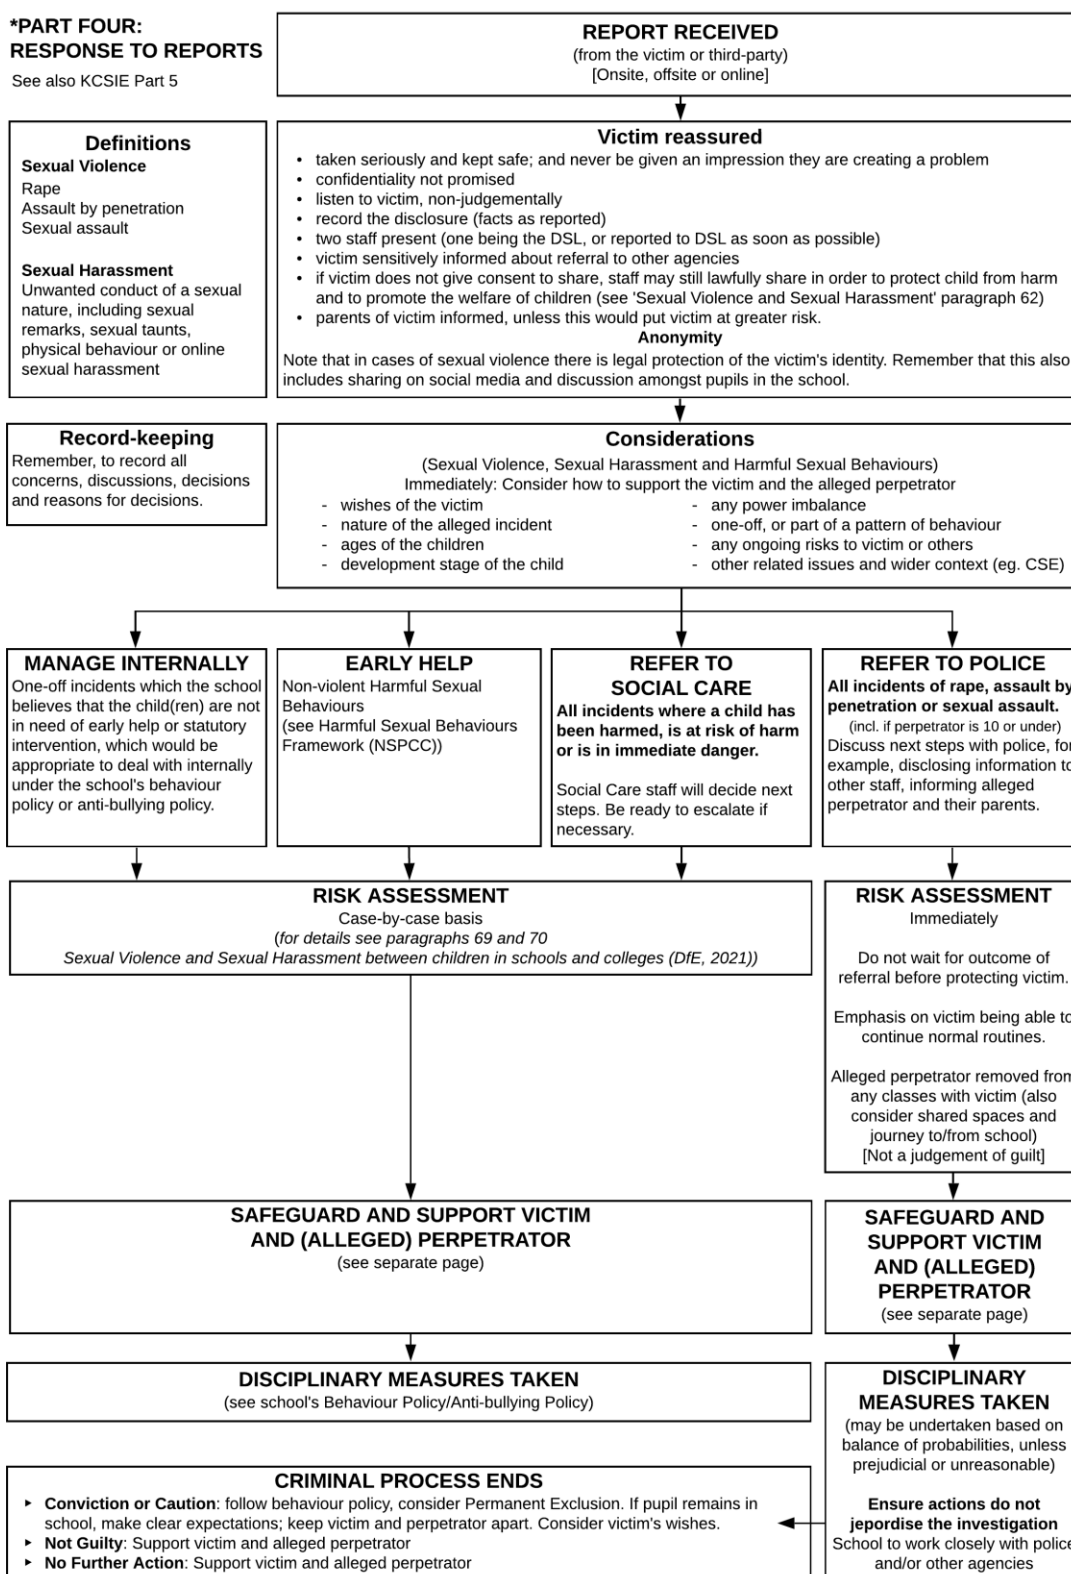 *PART FOUR:
RESPONSE TO REPORTS
See also KCSIE Part 5
REPORT RECEIVED
(from the victim or third-party)
[Onsite, offsite or online]
Definitions
Sexual Violence
Rape
Assault by penetration
Sexual assault
Sexual Harassment
Unwanted conduct of a sexual
nature, including sexual
remarks, sexual taunts,
physical behaviour or online
sexual harassment
Victim reassured
• taken seriously and kept safe; and never be given an impression they are creating a problem
• confidentiality not promised
• listen to victim, non-judgementally
• record the disclosure (facts as reported)
• two staff present (one being the DSL, or reported to DSL as soon as possible)
• victim sensitively informed about referral to other agencies
• if victim does not give consent to share, staff may still lawfully share in order to protect child from harm
and to promote the welfare of children (see 'Sexual Violence and Sexual Harassment' paragraph 62)
• parents of victim informed, unless this would put victim at greater risk.
Anonymity
Note that in cases of sexual violence there is legal protection of the victim's identity. Remember that this also
includes sharing on social media and discussion amongst pupils in the school.
Record-keeping
Remember, to record all
concerns, discussions, decisions
and reasons for decisions.
Considerations
(Sexual Violence, Sexual Harassment and Harmful Sexual Behaviours)
Immediately: Consider how to support the victim and the alleged perpetrator
- wishes of the victim
- nature of the alleged incident
- ages of the children
- development stage of the child
- any power imbalance
- one-off, or part of a pattern of behaviour
- any ongoing risks to victim or others
- other related issues and wider context (eg. CSE)
MANAGE INTERNALLY
One-off incidents which the school
believes that the child(ren) are not
in need of early help or statutory
intervention, which would be
appropriate to deal with internally
under the school's behaviour
policy or anti-bullying policy.
EARLY HELP
Non-violent Harmful Sexual
Behaviours
(see Harmful Sexual Behaviours
Framework (NSPCC))
REFER TO
SOCIAL CARE
All incidents where a child has
been harmed, is at risk of harm
or is in immediate danger.
Social Care staff will decide next
steps. Be ready to escalate if
necessary.
REFER TO POLICE
All incidents of rape, assault by
penetration or sexual assault.
(incl. if perpetrator is 10 or under)
Discuss next steps with police, for
example, disclosing information to
other staff, informing alleged
perpetrator and their parents.
RISK ASSESSMENT
Case-by-case basis
(for details see paragraphs 69 and 70
Sexual Violence and Sexual Harassment between children in schools and colleges (DfE, 2021))
RISK ASSESSMENT
Immediately
Do not wait for outcome of
referral before protecting victim.
Emphasis on victim being able to
continue normal routines.
Alleged perpetrator removed from
any classes with victim (also
consider shared spaces and
journey to/from school)
[Not a judgement of guilt]
SAFEGUARD AND SUPPORT VICTIM
AND (ALLEGED) PERPETRATOR
(see separate page)
SAFEGUARD AND
SUPPORT VICTIM
AND (ALLEGED)
PERPETRATOR
(see separate page)
DISCIPLINARY MEASURES TAKEN
(see school's Behaviour Policy/Anti-bullying Policy)
DISCIPLINARY
MEASURES TAKEN
(may be undertaken based on
balance of probabilities, unless
prejudicial or unreasonable)
Ensure actions do not
jepordise the investigation
School to work closely with police
and/or other agencies
CRIMINAL PROCESS ENDS
‣ Conviction or Caution: follow behaviour policy, consider Permanent Exclusion. If pupil remains in
school, make clear expectations; keep victim and perpetrator apart. Consider victim's wishes.
‣ Not Guilty: Support victim and alleged perpetrator
‣ No Further Action: Support victim and alleged perpetrator